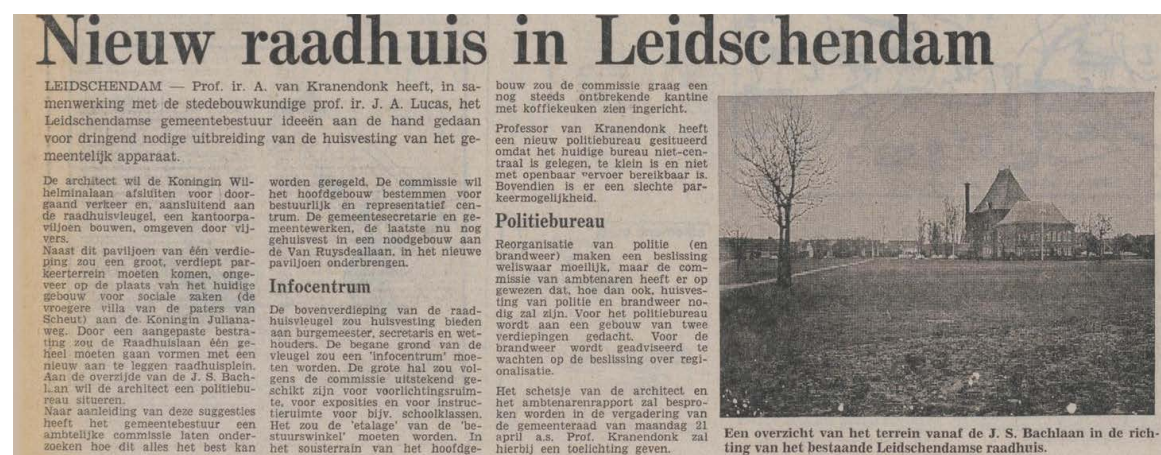 Nieuw raadhuis in Leidschendam
LEIDSCHENDAM — Prof. ir. A. van Kranendonk heeft, in sa-
menwerking met de stedebouwkundige prof. ir. J. A. Lucas, het
Leidschendamse gemeentebestuur ideeën aan de hand gedaan
voor dringend nodige uitbreiding van de huisvesting van het ge-
meentelijk apparaat.
De architect wil de Koningin Wil-
helminalaan afsluiten voor door-
gaand verkeer en, aansluitend aan
de raadhuisvleugel, een kantoorpa-
viljoen bouwen, omgeven door vij-
vers.
Naast dit paviljoen van één verdie-
ping zou een groot, verdiept par-
keerterrein moeten komen, onge-
veer op de plaats van het huidige
gebouw voor sociale zaken (de
vroegere villa van de paters van
Scheut) aan de Koningin Juliana-
weg. Door een aangepaste bestra-
ting zou de Raadhuislaan één ge-
heel moeten gaan vormen met een
nieuw aan te leggen raadhuisplein.
Aan de overzijde van de J. S. Bach-
laan wil de architect een politiebu-
reau situeren.
Naar aanleiding van deze suggesties
heeft het gemeentebestuur een
ambtelijke commissie laten onder-
zoeken hoe dit alles het best kan
worden geregeld. De commissie wil
het hoofdgebouw bestemmen voor
bestuurlijk en representatief cen-
trum. De gemeentesecretarie en ge-
meentewerken, de laatste nu nog
gehuisvest in een noodgebouw aan
de Van Ruysdeallaan, in het nieuwe
paviljoen onderbrengen.
Infocentrum
De bovenverdieping van de raad-
huisvleugel zou huisvesting bieden
aan burgemeester, secretaris en wet-
houders. De begane grond van de
vleugel zou een 'infocentrum' moe-
ten worden. De grote hal zou vol-
gens de commissie uitstekend ge-
schikt zijn voor voorlichtingsruim-
te, voor exposities en voor instruc-
tieruimte voor bijv. schoolklassen.
Het zou de 'etalage' van de 'be-
stuurswinkel' moeten worden. In
het sousterrain van het hoofdge-
bouw zou de commissie graag een
nog steeds ontbrekende kantine
met koffiekeuken zien ingericht.
Professor van Kranendonk heeft
een nieuw politiebureau gesitueerd
omdat het huidige bureau niet-cen-
traal is gelegen, te klein is en niet
met openbaar vervoer bereikbaar is.
Bovendien is er een slechte par-
keermogelijkheid.
Politiebureau
Reorganisatie van politie (en
brandweer) maken een beslissing
weliswaar moeilijk, maar de com-
missie van ambtenaren heeft er op
gewezen dat, hoe dan ook, huisves-
ting van politie en brandweer no-
dig zal zijn. Voor het politiebureau
wordt aan een gebouw van twee
verdiepingen gedacht. Voor de
brandweer wordt geadviseerd te
wachten op de beslissing over regi-
onalisatie.
Het schetsje van de architect en
het ambtenarenrapport zal bespro-
ken worden in de vergadering van
de gemeenteraad van maandag 21
april a.s. Prof. Kranendonk zal
hierbij een toelichting geven.
Een overzicht van het terrein vanaf de J. S. Bachlaan in de rich-
ting van het bestaande Leidschendamse raadhuis.